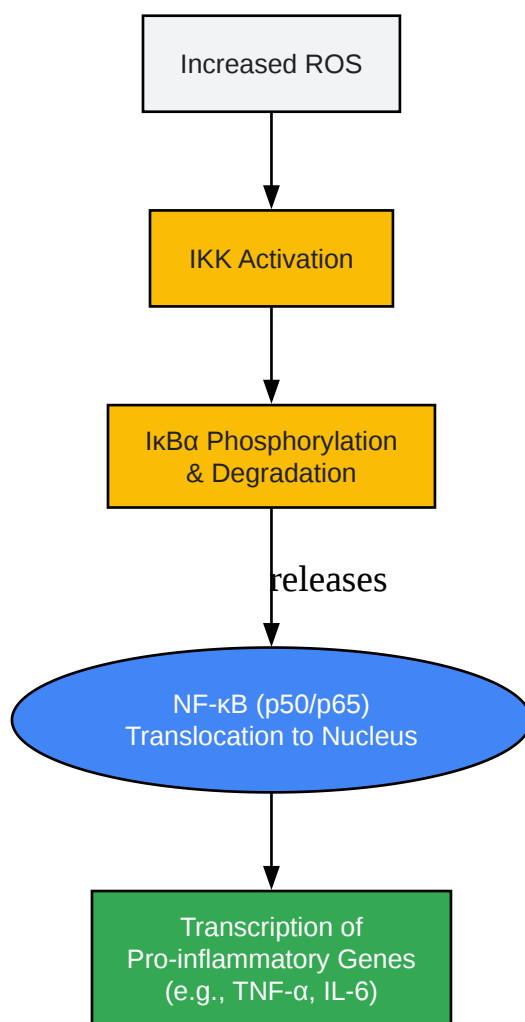 Increased ROS
IKK Activation
IκBα Phosphorylation
& Degradation
releases
NF-κB (p50/p65)
Translocation to Nucleus
Transcription of
Pro-inflammatory Genes
(e.g., TNF-α, IL-6)